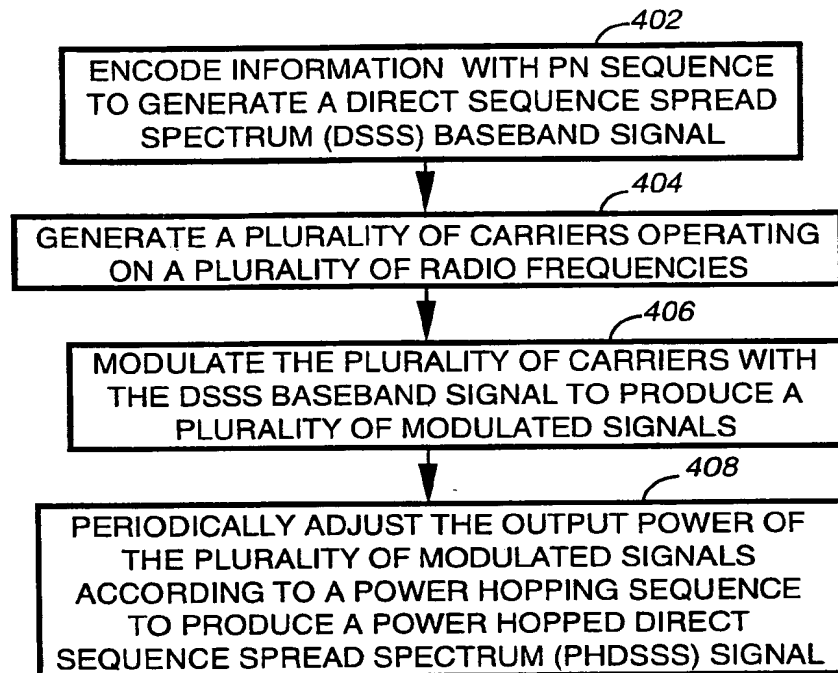 402
ENCODE INFORMATION WITH PN SEQUENCE
TO GENERATE A DIRECT SEQUENCE SPREAD
SPECTRUM (DSSS) BASEBAND SIGNAL
404
GENERATE A PLURALITY OF CARRIERS OPERATING
ON A PLURALITY OF RADIO FREQUENCIES
406
MODULATE THE PLURALITY OF CARRIERS WITH
THE DSSS BASEBAND SIGNAL TO PRODUCE A
PLURALITY OF MODULATED SIGNALS
408
PERIODICALLY ADJUST THE OUTPUT POWER OF
THE PLURALITY OF MODULATED SIGNALS
ACCORDING TO A POWER HOPPING SEQUENCE
TO PRODUCE A POWER HOPPED DIRECT
SEQUENCE SPREAD SPECTRUM (PHDSSS) SIGNAL